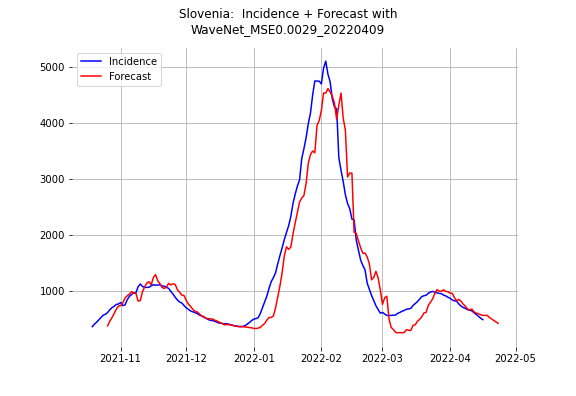 Slovenia:  Incidence + Forecast with
WaveNet_MSE0.0029_20220409
Incidence
Forecast
5000
4000
3000
2000
1000
2021-11 2021-12 2022-01 2022-02 2022-03 2022-04 2022-05